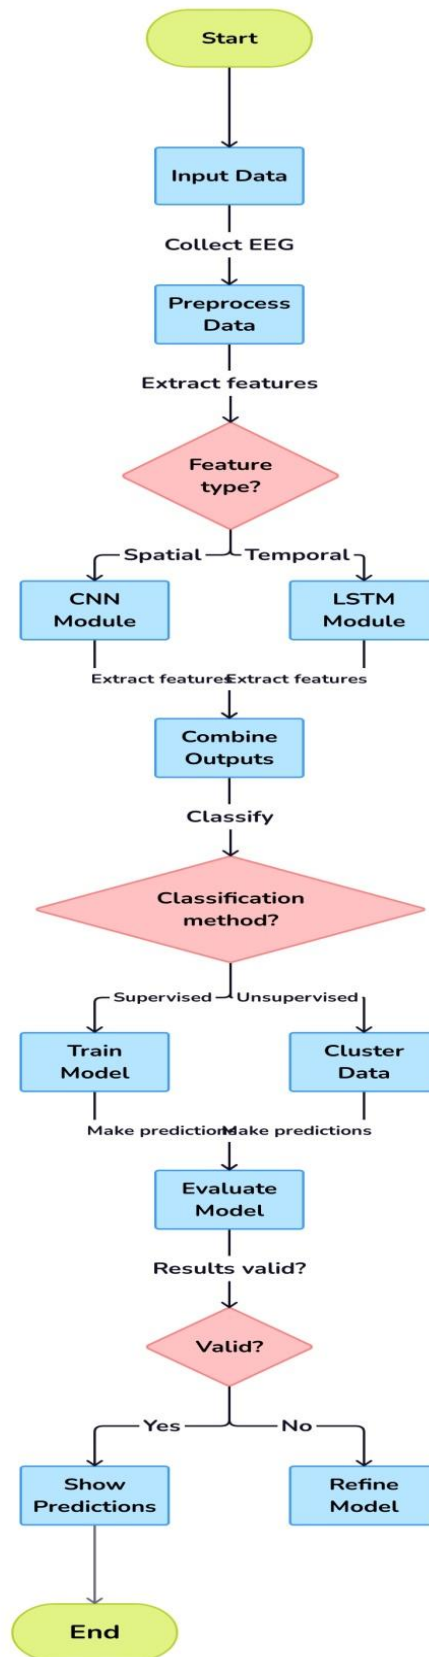 Start
Input Data
Collect EEG
Preprocess
Data
Extract features
Feature
type?
Spatial
Temporal
CNN
Module
LSTM
Module
Extract features
Extract features
Combine
Outputs
Classify
Classification
method?
Supervised
Unsupervised
Train
Model
Cluster
Data
Make predictions
Make predictions
Evaluate
Model
Results valid?
Valid?
Yes
No
Show
Predictions
Refine
Model
End